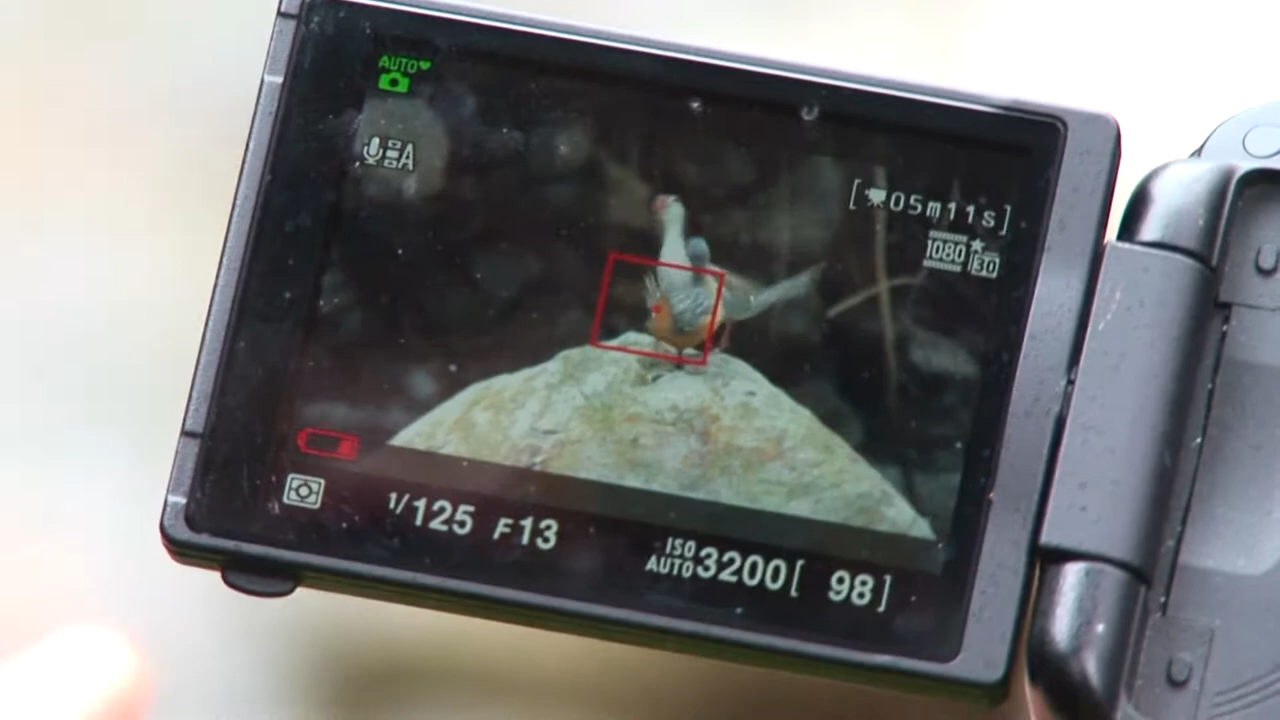 AUTO
A
[05m11s]
1080 30
1/125 F13
ISO AUTO 3200 [ 98]